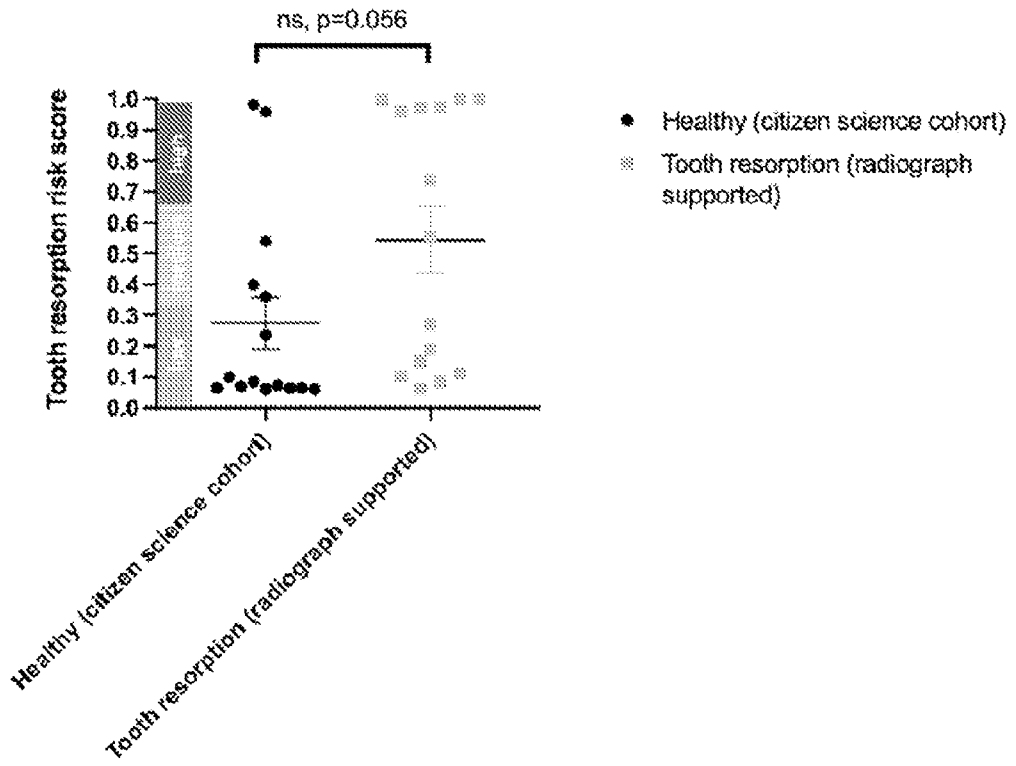 ns, p=0.056
Tooth resorption risk score
1.0
0.9
0.8
0.7
0.6
0.5
0.4
0.3
0.2
0.1
0.0
Healthy (citizen science cohort)
Tooth resorption (radiograph
supported)
Healthy (citizen science cohort)
Tooth resorption (radiograph supported)